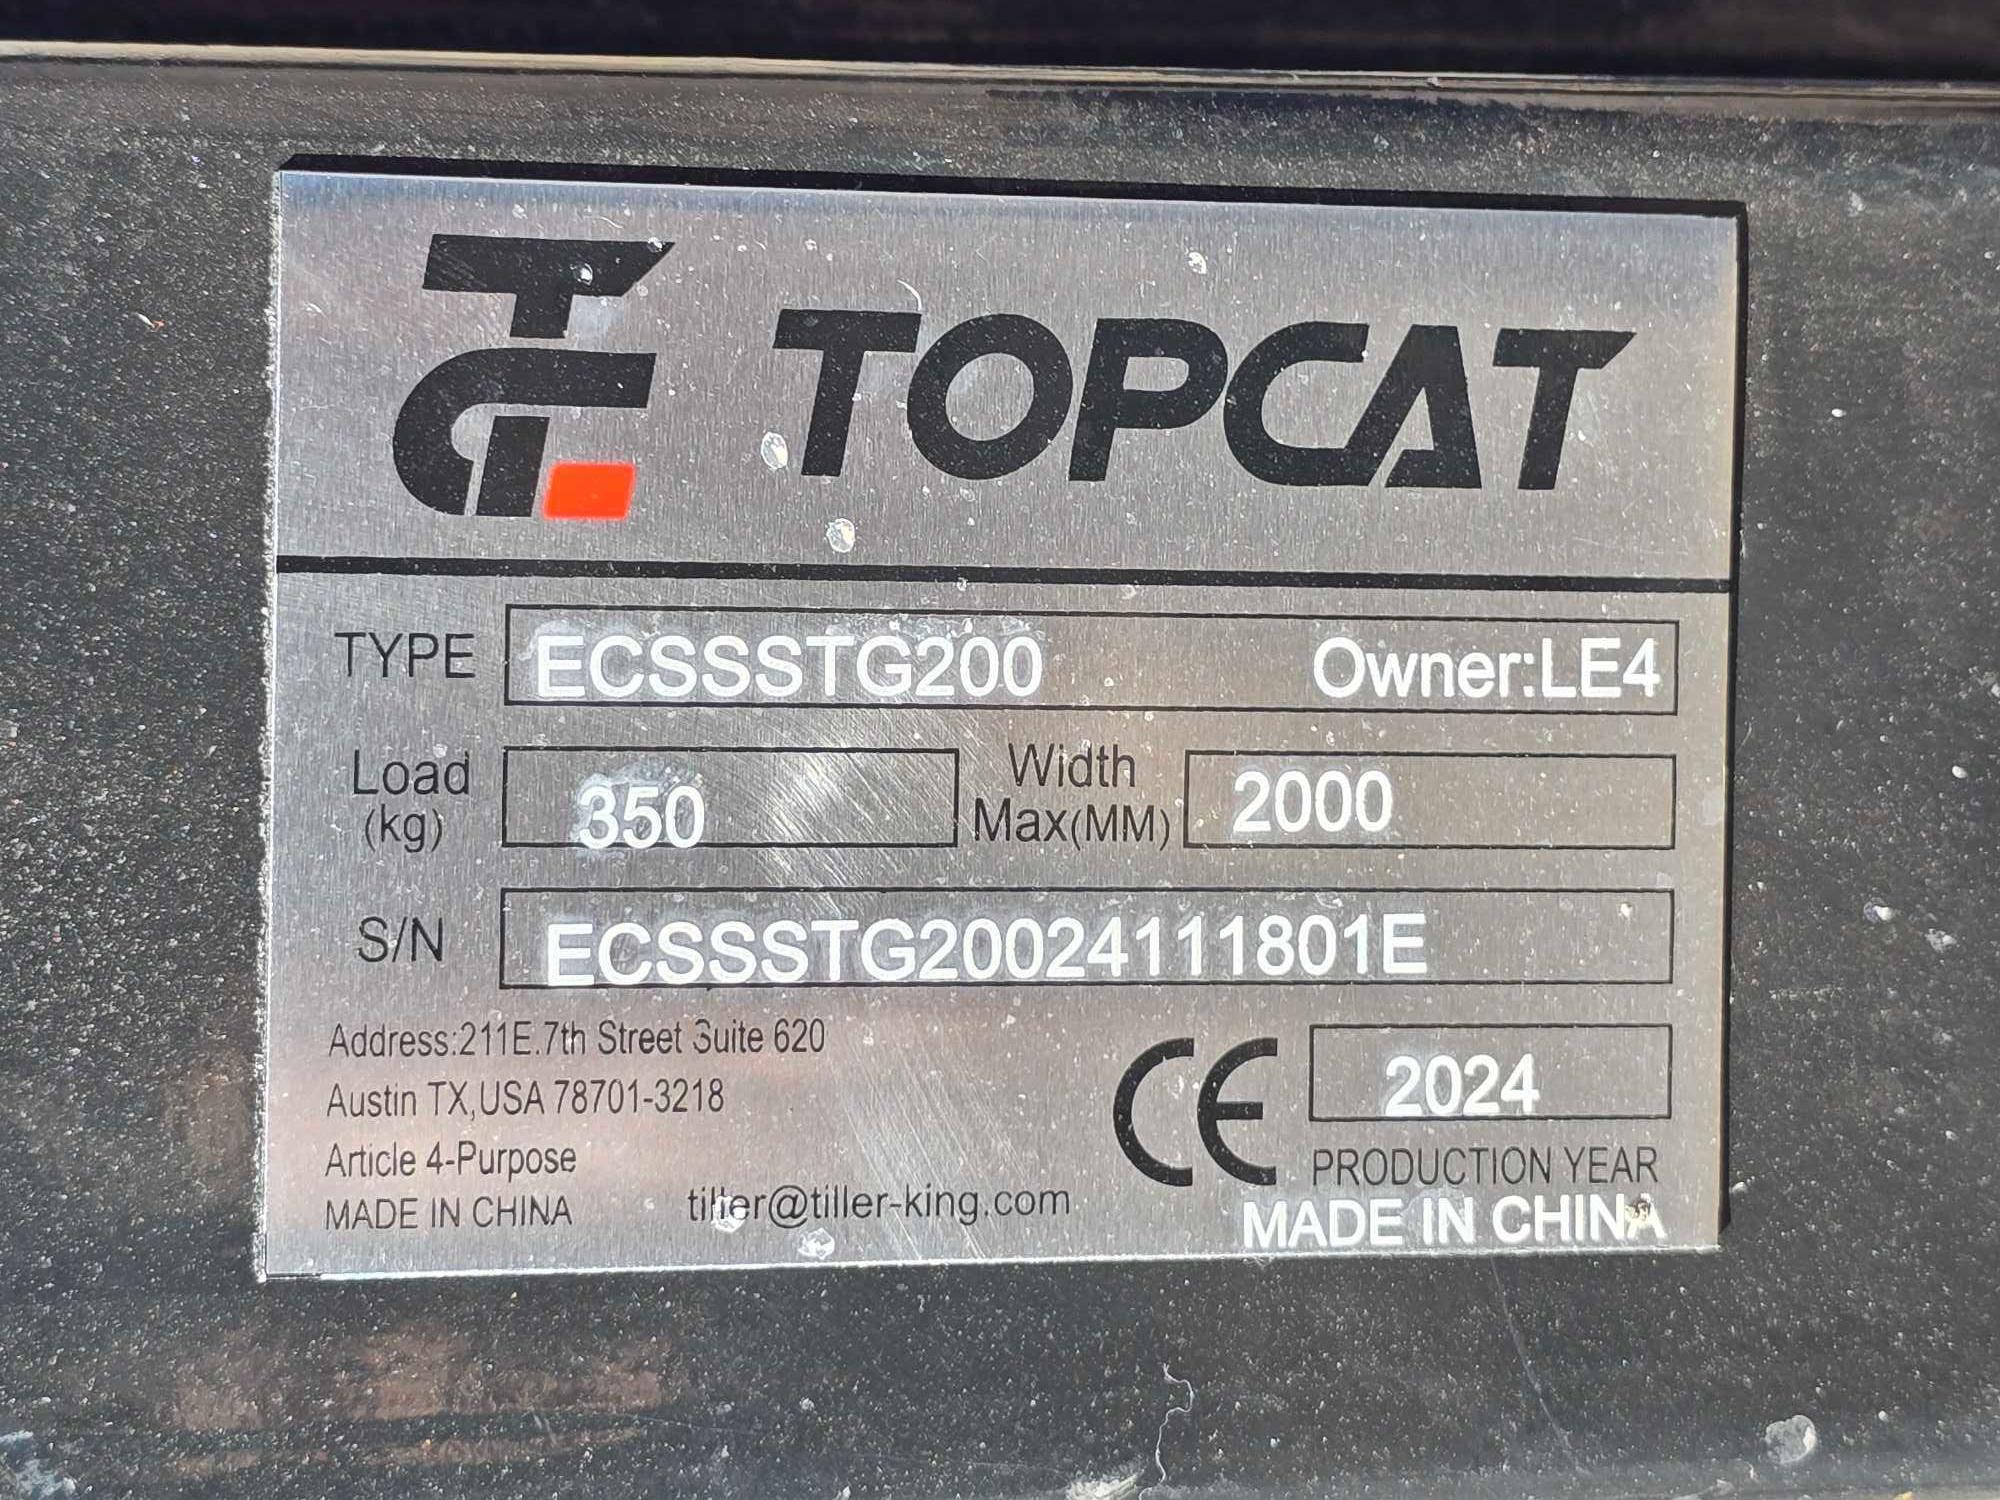 TOPCAT
TYPE ECSSSTG200 Owner:LE4
Load (kg) 350 Width Max(MM) 2000
S/N ECSSSTG20024111801E
Address:211E.7th Street Suite 620
Austin TX,USA 78701-3218
Article 4-Purpose
MADE IN CHINA
tiller@tiller-king.com
CE 2024
PRODUCTION YEAR
MADE IN CHINA